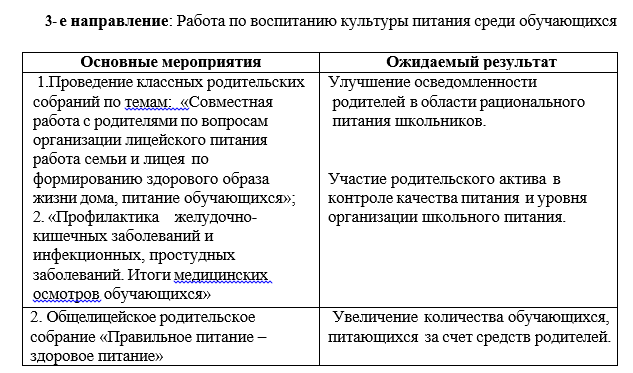 3- е направление: Работа по воспитанию культуры питания среди обучающихся
Основные мероприятия
Ожидаемый результат
1.Проведение классных родительских
собраний по темам:  «Совместная
работа с родителями по вопросам
организации лицейского питания
работа семьи и лицея по
формированию здорового образа
жизни дома, питание обучающихся»;
2. «Профилактика желудочно-
кишечных заболеваний и
инфекционных, простудных
заболеваний. Итоги медицинских
осмотров обучающихся»
Улучшение осведомленности
родителей в области рационального
питания школьников.
Участие родительского актива в
контроле качества питания и уровня
организации школьного питания.
2. Общелицейское родительское
собрание «Правильное питание –
здоровое питание»
Увеличение количества обучающихся,
питающихся за счет средств родителей.